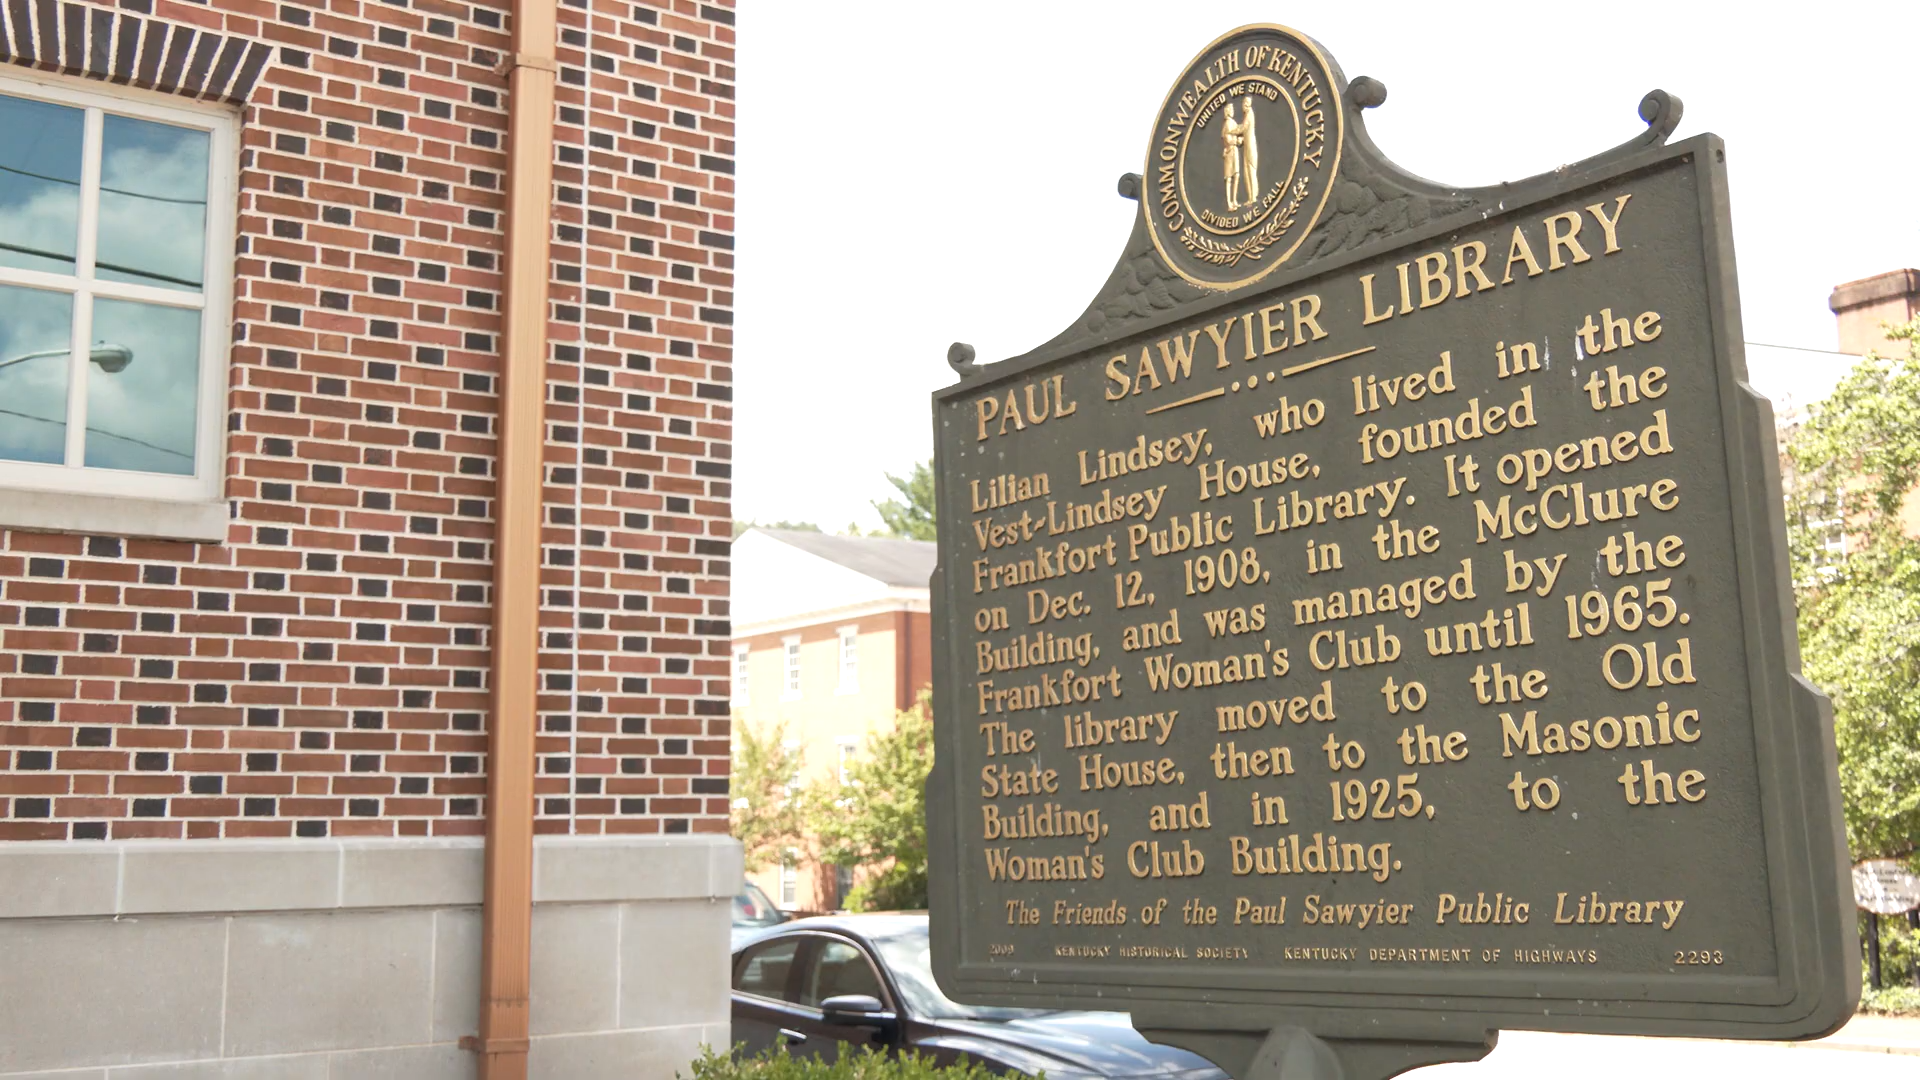 COMMONWEALTH OF KENTUCKY
UNITED WE STAND
DIVIDED WE FALL
PAUL SAWYIER LIBRARY
Lilian Lindsey, who lived in the
Vest-Lindsey House, founded the
Frankfort Public Library. It opened
on Dec. 12, 1908, in the McClure
Building, and was managed by the
Frankfort Woman's Club until 1965.
The library moved to the Old
State House, then to the Masonic
Building, and in 1925, to the
Woman's Club Building.
The Friends of the Paul Sawyier Public Library
2009 KENTUCKY HISTORICAL SOCIETY KENTUCKY DEPARTMENT OF HIGHWAYS 2293